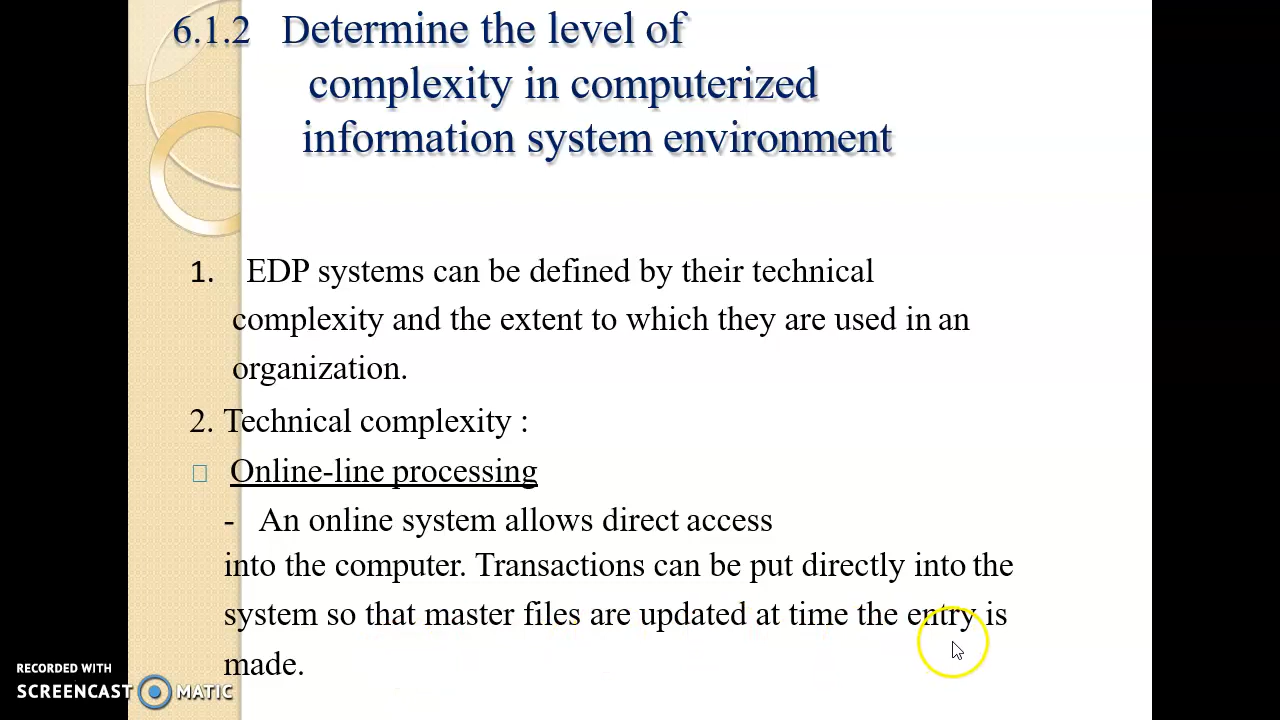 6.1.2 Determine the level of
complexity in computerized
information system environment
1. EDP systems can be defined by their technical
complexity and the extent to which they are used in an
organization.
2. Technical complexity :
Online-line processing
- An online system allows direct access
into the computer. Transactions can be put directly into the
system so that master files are updated at time the entry is
made.
RECORDED WITH
SCREENCAST MATIC